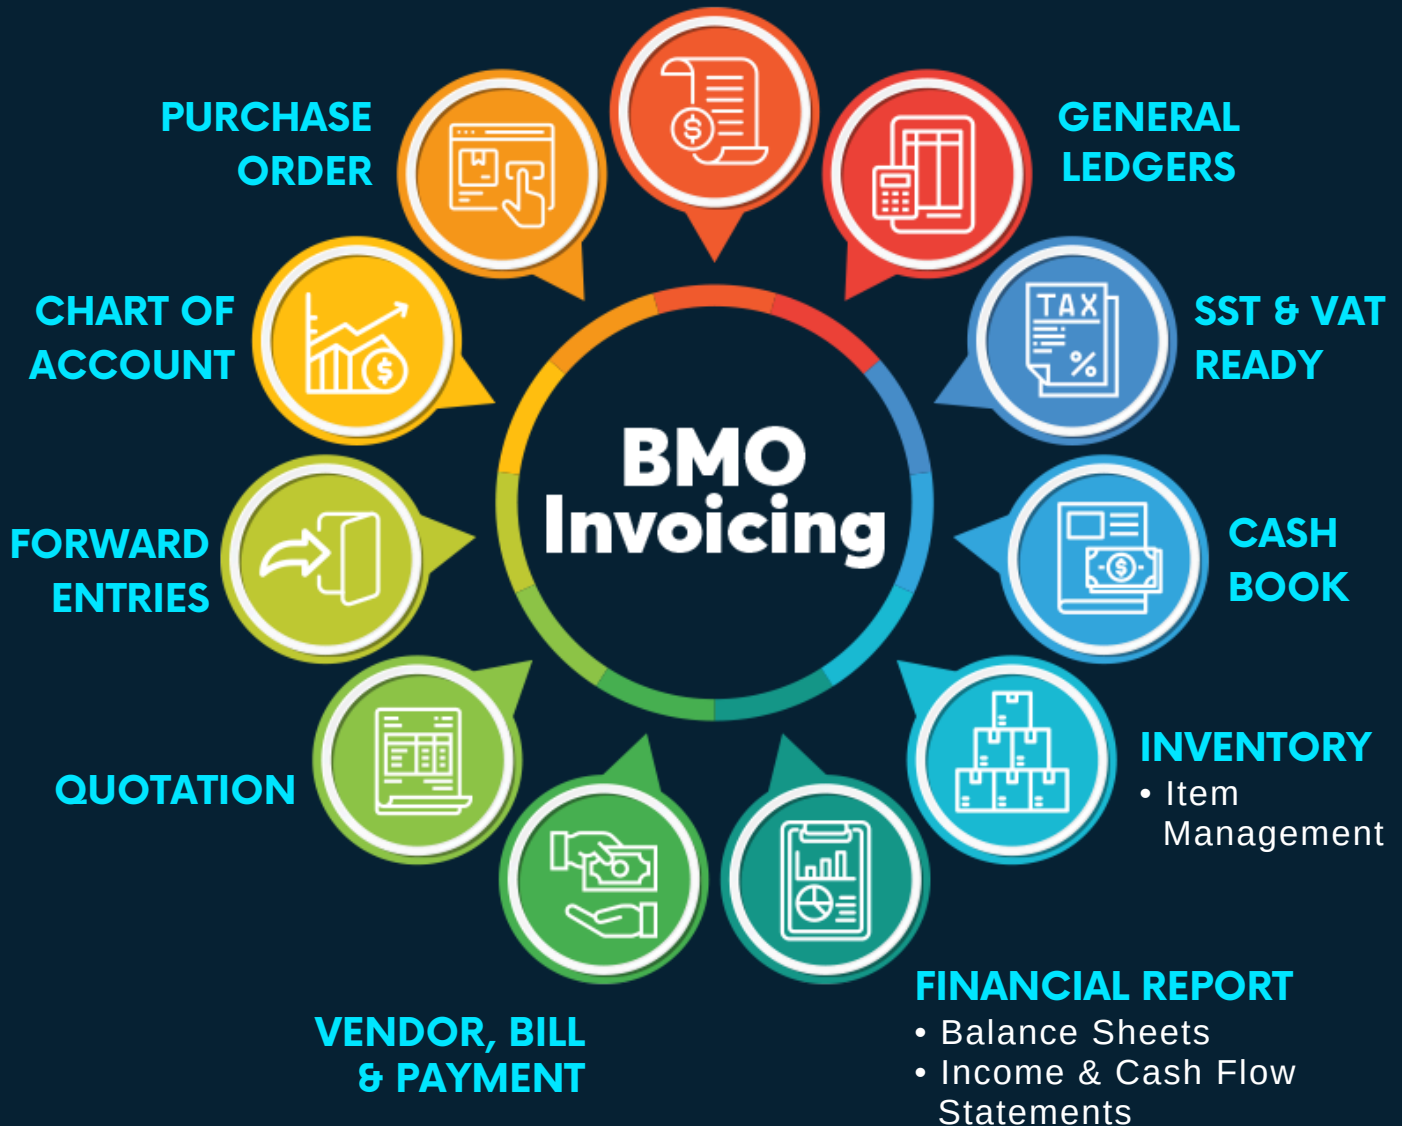 PURCHASE
ORDER
GENERAL
LEDGERS
CHART OF
ACCOUNT
TAX
%
SST & VAT
READY
BMO
Invoicing
FORWARD
ENTRIES
CASH
BOOK
QUOTATION
INVENTORY
• Item
Management
VENDOR, BILL
& PAYMENT
FINANCIAL REPORT
• Balance Sheets
• Income & Cash Flow
Statements